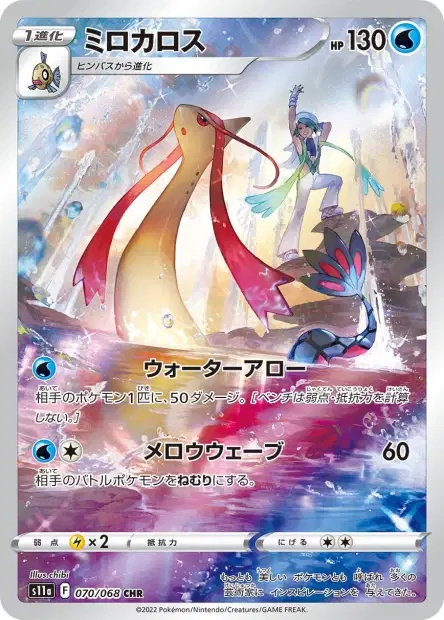 1進化
ミロカロス
HP 130
ヒンバスから進化
ウォーターアロー
相手のポケモン1匹に、50ダメージ。[ベンチは弱点・抵抗力を計算
しない。]
メロウウェーブ 60
相手のバトルポケモンをねむりにする。
弱点 ×2 抵抗力 にげる
Illus.chibi
s11a F 070/068 CHR
もっとも 美しい ポケモンとも 呼ばれ 多くの
芸術家に インスピレーションを 与えてきた。
©2022 Pokémon/Nintendo/Creatures/GAME FREAK.